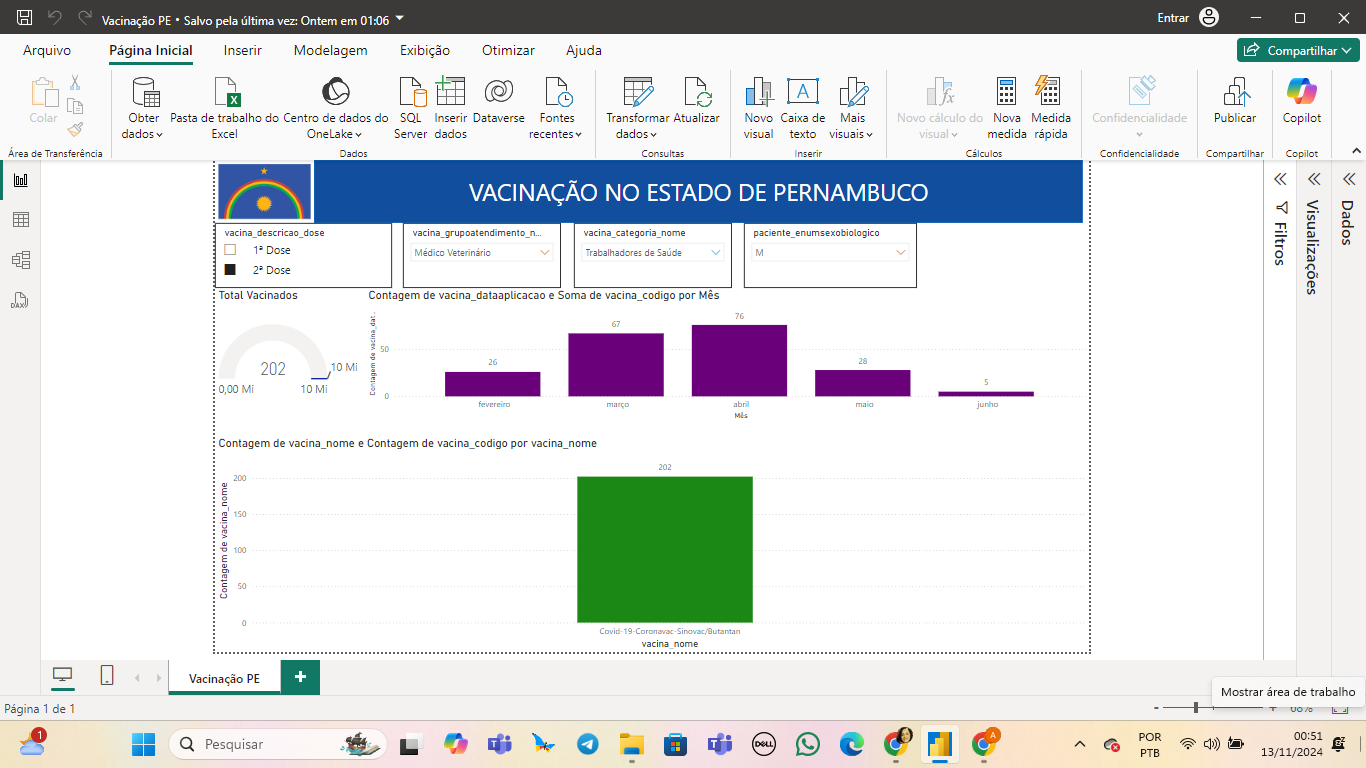 Vacinação PE • Salvo pela última vez: Ontem em 01:06
Entrar
Arquivo
Página Inicial
Inserir
Modelagem
Exibição
Otimizar
Ajuda
Compartilhar
Colar
Obter dados
Pasta de trabalho do Excel
Centro de dados do OneLake
SQL Server
Inserir dados
Dataverse
Fontes recentes
Transformar dados
Atualizar
Novo visual
Caixa de texto
Mais visuais
Novo cálculo do visual
Nova medida
Medida rápida
Confidencialidade
Publicar
Copilot
Área de Transferência
Dados
Consultas
Inserir
Cálculos
Confidencialidade
Compartilhar
Copilot
VACINAÇÃO NO ESTADO DE PERNAMBUCO
vacina_descricao_dose
1ª Dose
2ª Dose
vacina_grupoatendimento_n...
Médico Veterinário
vacina_categoria_nome
Trabalhadores de Saúde
paciente_enumsexobiologico
M
Total Vacinados
202
10 Mi
0,00 Mi
10 Mi
Contagem de vacina_dataaplicacao e Soma de vacina_codigo por Mês
Contagem de vacina_dat...
50
0
26
67
76
28
5
fevereiro
março
abril
maio
junho
Mês
Contagem de vacina_nome e Contagem de vacina_codigo por vacina_nome
Contagem de vacina_nome
200
150
100
50
0
202
Covid-19-Coronavac-Sinovac/Butantan
vacina_nome
Filtros
Visualizações
Dados
DAX
Vacinação PE
+
Página 1 de 1
Mostrar área de trabalho
- +
68%
1
Pesquisar
DELL
A
POR
PTB
00:51
13/11/2024